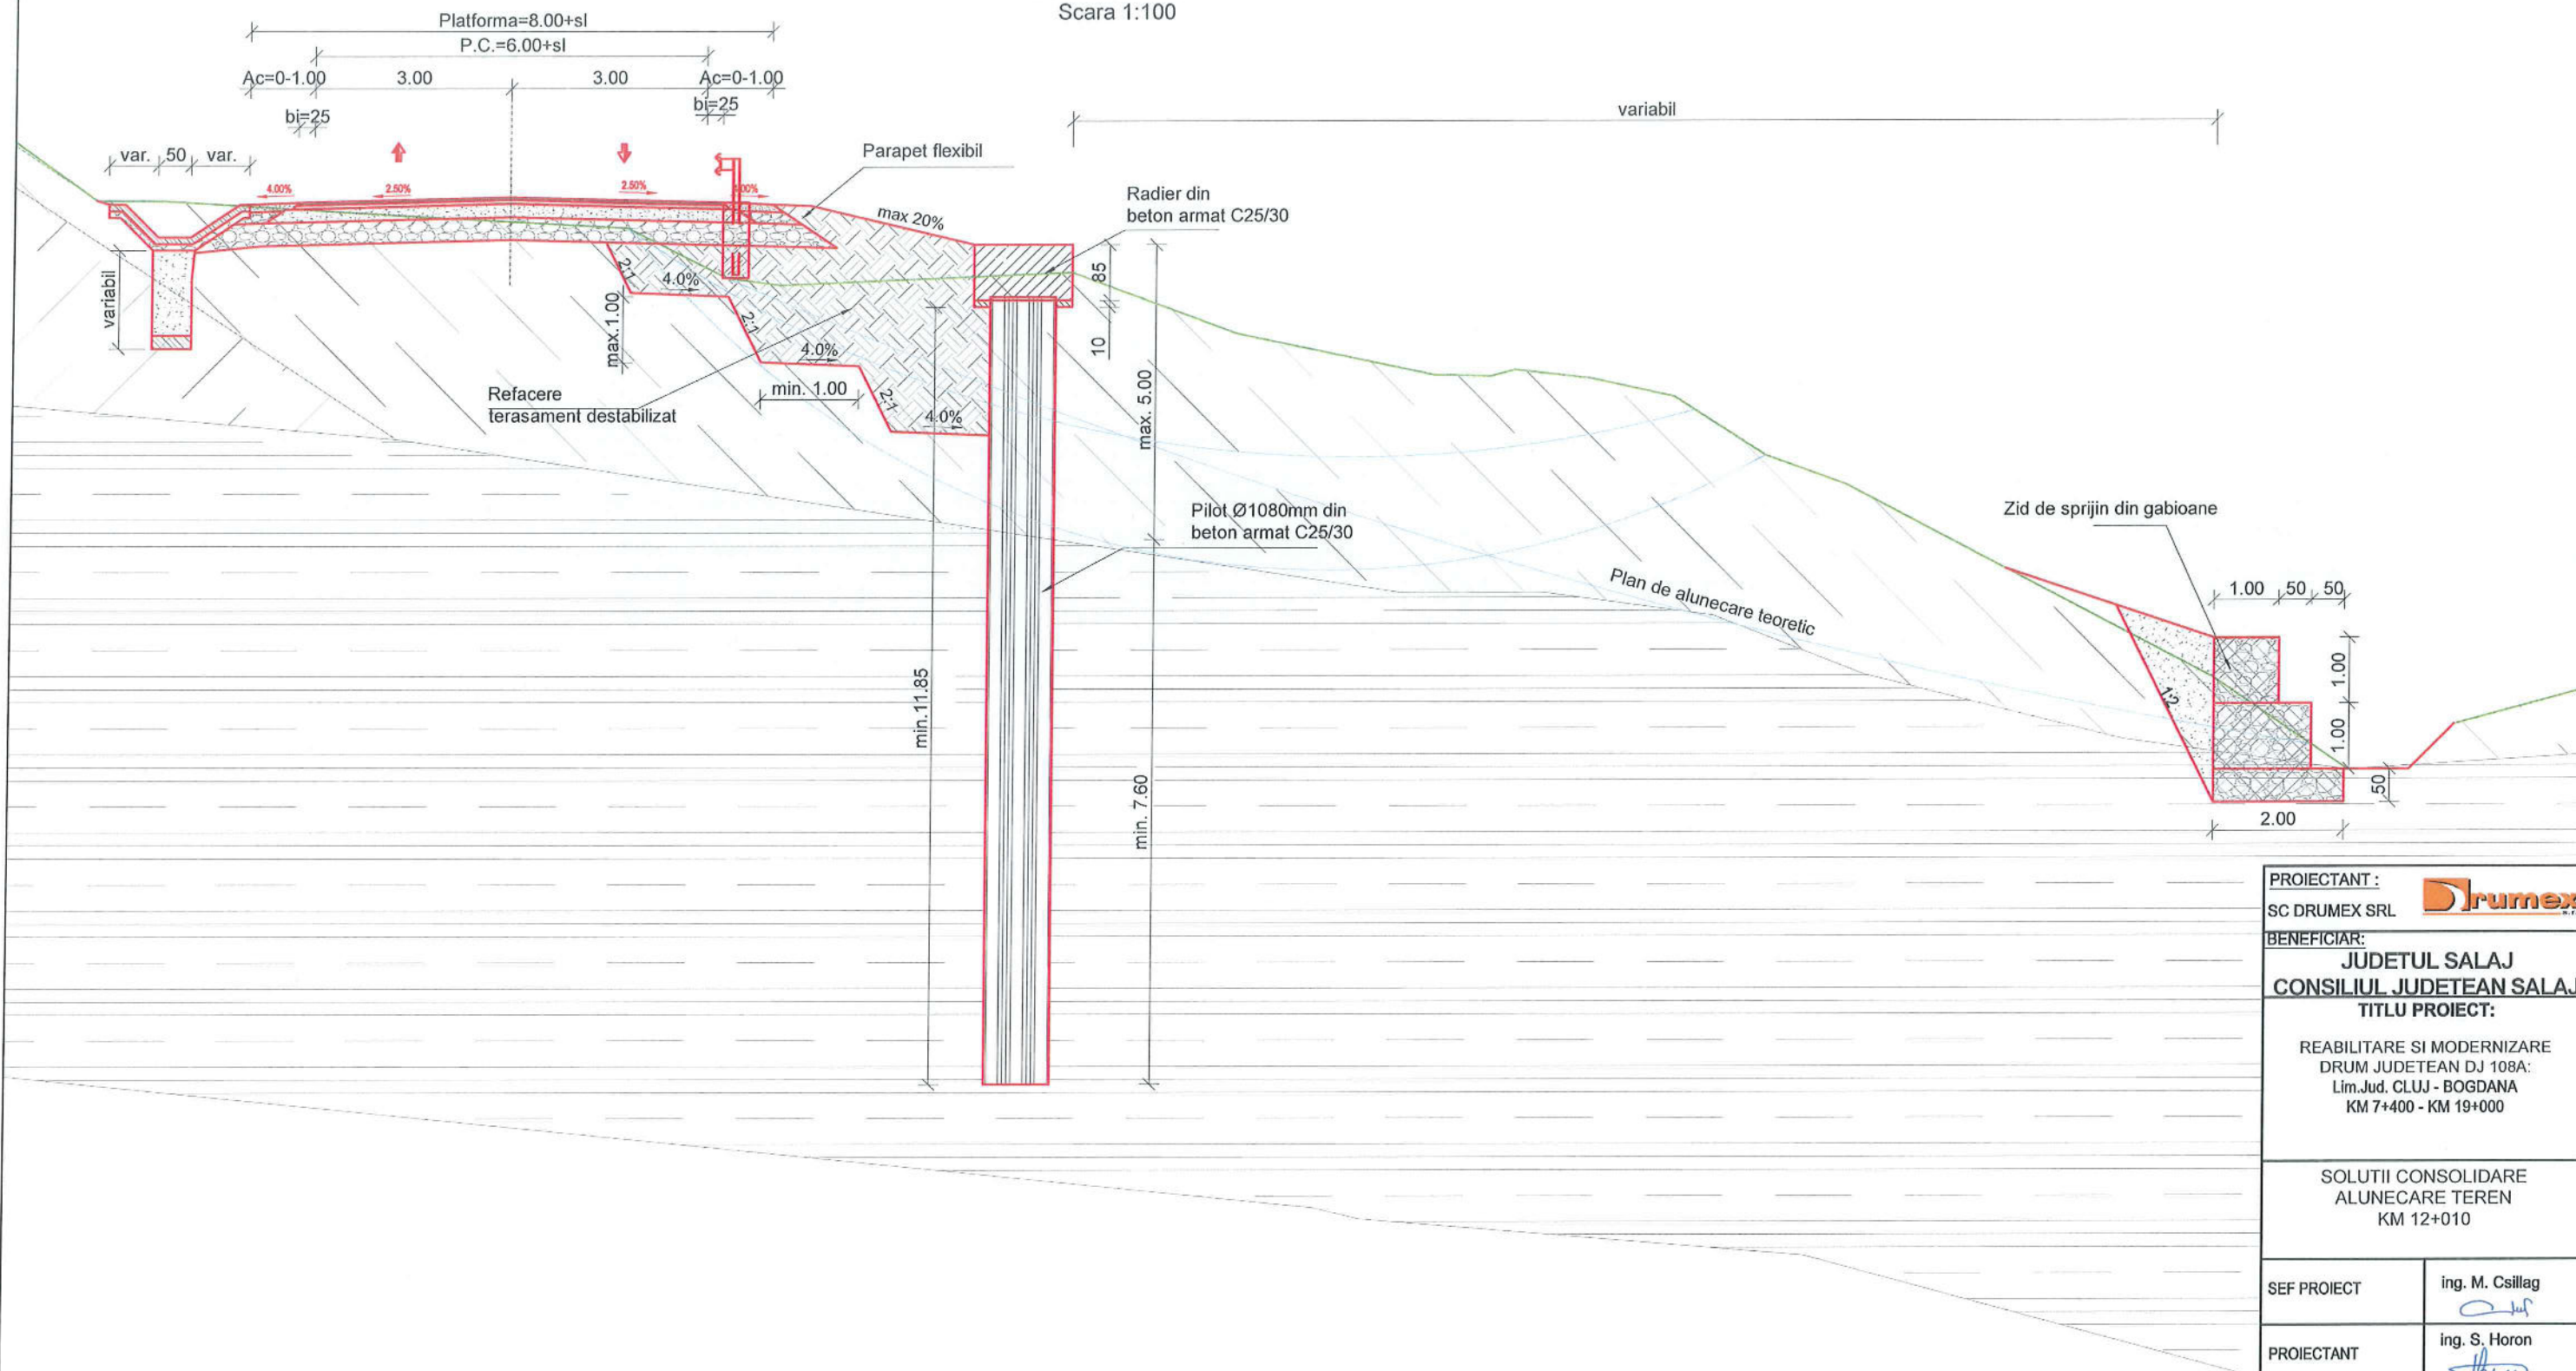 Scara 1:100
Platforma=8.00+sl
P.C.=6.00+sl
Ac=0-1.00
3.00
3.00
Ac=0-1.00
bi=25
bi=25
variabil
var.
50
var.
Parapet flexibil
4.00%
2.50%
2.50%
max 20%
Radier din
beton armat C25/30
variabil
2:1
4.0%
max.1.00
2:1
4.0%
min. 1.00
2:1
4.0%
Refacere
terasament destabilizat
85
10
max. 5.00
Pilot Ø1080mm din
beton armat C25/30
Plan de alunecare teoretic
Zid de sprijin din gabioane
1.00
50
50
1.00
1.00
1:2
50
2.00
min.11.85
min. 7.60
PROIECTANT :
SC DRUMEX SRL
Drumex
BENEFICIAR:
JUDETUL SALAJ
CONSILIUL JUDETEAN SALAJ
TITLU PROIECT:
REABILITARE SI MODERNIZARE
DRUM JUDETEAN DJ 108A:
Lim.Jud. CLUJ - BOGDANA
KM 7+400 - KM 19+000
SOLUTII CONSOLIDARE
ALUNECARE TEREN
KM 12+010
SEF PROIECT
ing. M. Csillag
PROIECTANT
ing. S. Horon